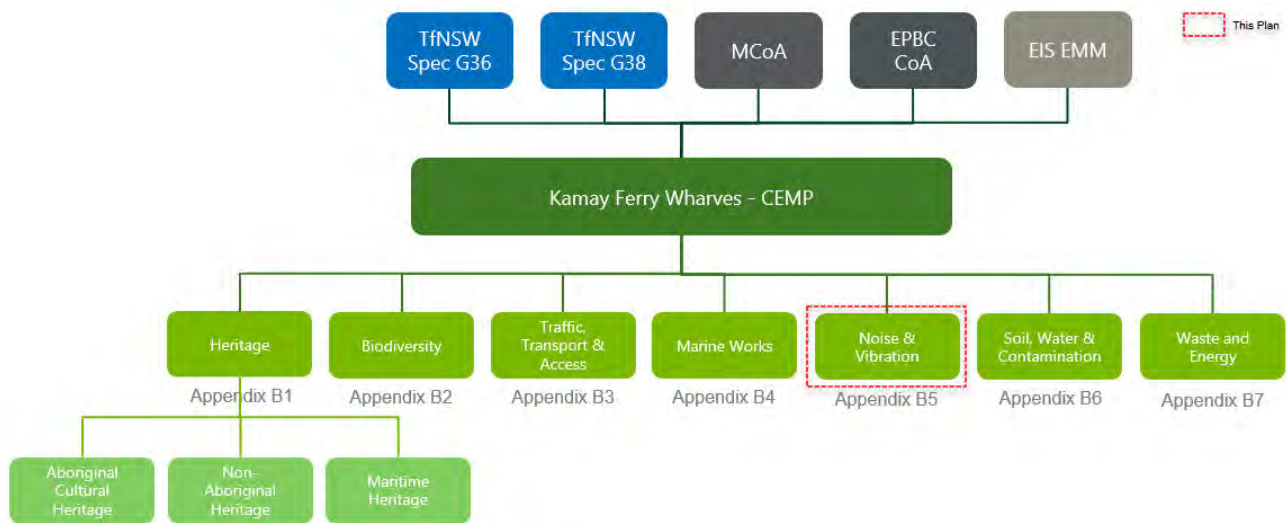 TfNSW
Spec G36
TfNSW
Spec G38
MCoA
EPBC
CoA
EIS EMM
This Plan
Kamay Ferry Wharves - CEMP
Heritage
Biodiversity
Traffic,
Transport &
Access
Marine Works
Noise &
Vibration
Soil, Water &
Contamination
Waste and
Energy
Appendix B1
Appendix B2
Appendix B3
Appendix B4
Appendix B5
Appendix B6
Appendix B7
Aboriginal
Cultural
Heritage
Non-
Aboriginal
Heritage
Maritime
Heritage